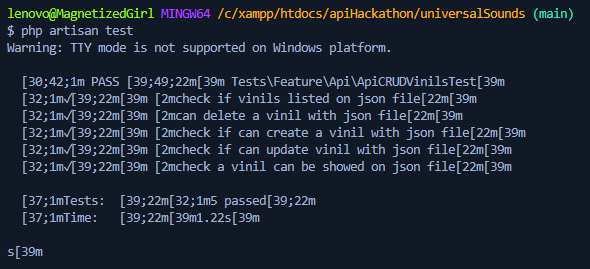 lenovo@MagnetizedGirl MINGW64 /c/xampp/htdocs/apiHackathon/universalSounds (main)
$ php artisan test
Warning: TTY mode is not supported on Windows platform.
[30;42;1m PASS [39;49;22m[39m Tests\Feature\Api\ApiCRUDVinilsTest[39m
[32;1m√[39;22m[39m [2mcheck if vinils listed on json file[22m[39m
[32;1m√[39;22m[39m [2mcan delete a vinil with json file[22m[39m
[32;1m√[39;22m[39m [2mcheck if can create a vinil with json file[22m[39m
[32;1m√[39;22m[39m [2mcheck if can update vinil with json file[22m[39m
[32;1m√[39;22m[39m [2mcheck a vinil can be showed on json file[22m[39m
[37;1mTests:  [39;22m[32;1m5 passed[39;22m
[37;1mTime:   [39;22m[39m1.22s[39m
s[39m